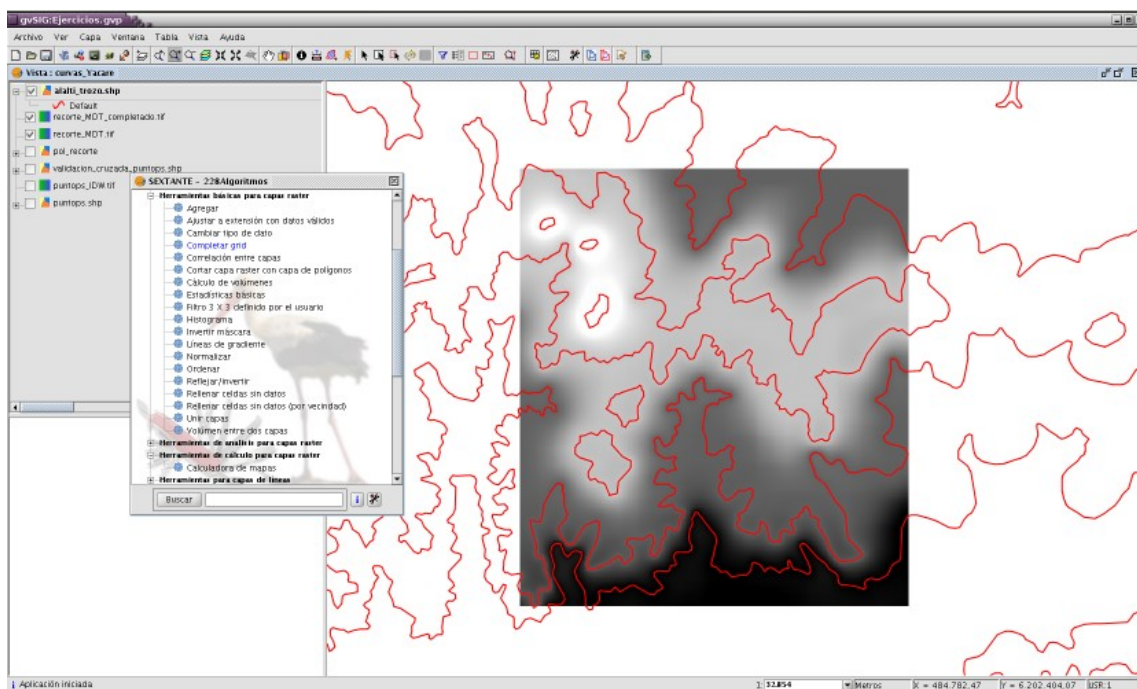 gvSIG:Ejercicios.gvp
Archivo Ver Capa Ventana Tabla Vista Ayuda
Vista : curvas_Yacare
alalti_trozo.shp
Default
recorte_MDT_completado.tif
recorte_MDT.tif
pol_recorte
validacion_cruzada_puntops.shp
puntops_IDW.tif
puntops.shp
SEXTANTE - 228Algoritmos
Herramientas básicas para capas raster
Agregar
Ajustar a extensión con datos válidos
Cambiar tipo de dato
Completar grid
Correlación entre capas
Cortar capa raster con capa de polígonos
Cálculo de volúmenes
Estadísticas básicas
Filtro 3 X 3 definido por el usuario
Histograma
Invertir máscara
Líneas de gradiente
Normalizar
Ordenar
Reflejar/invertir
Rellenar celdas sin datos
Rellenar celdas sin datos (por vecindad)
Unir capas
Volúmen entre dos capas
Herramientas de análisis para capas raster
Herramientas de cálculo para capas raster
Calculadora de mapas
Herramientas para capas de líneas
Buscar
Aplicación iniciada
1: 32.054 Metros X = 484.782,47 Y = 6.202.404,07 USR:1